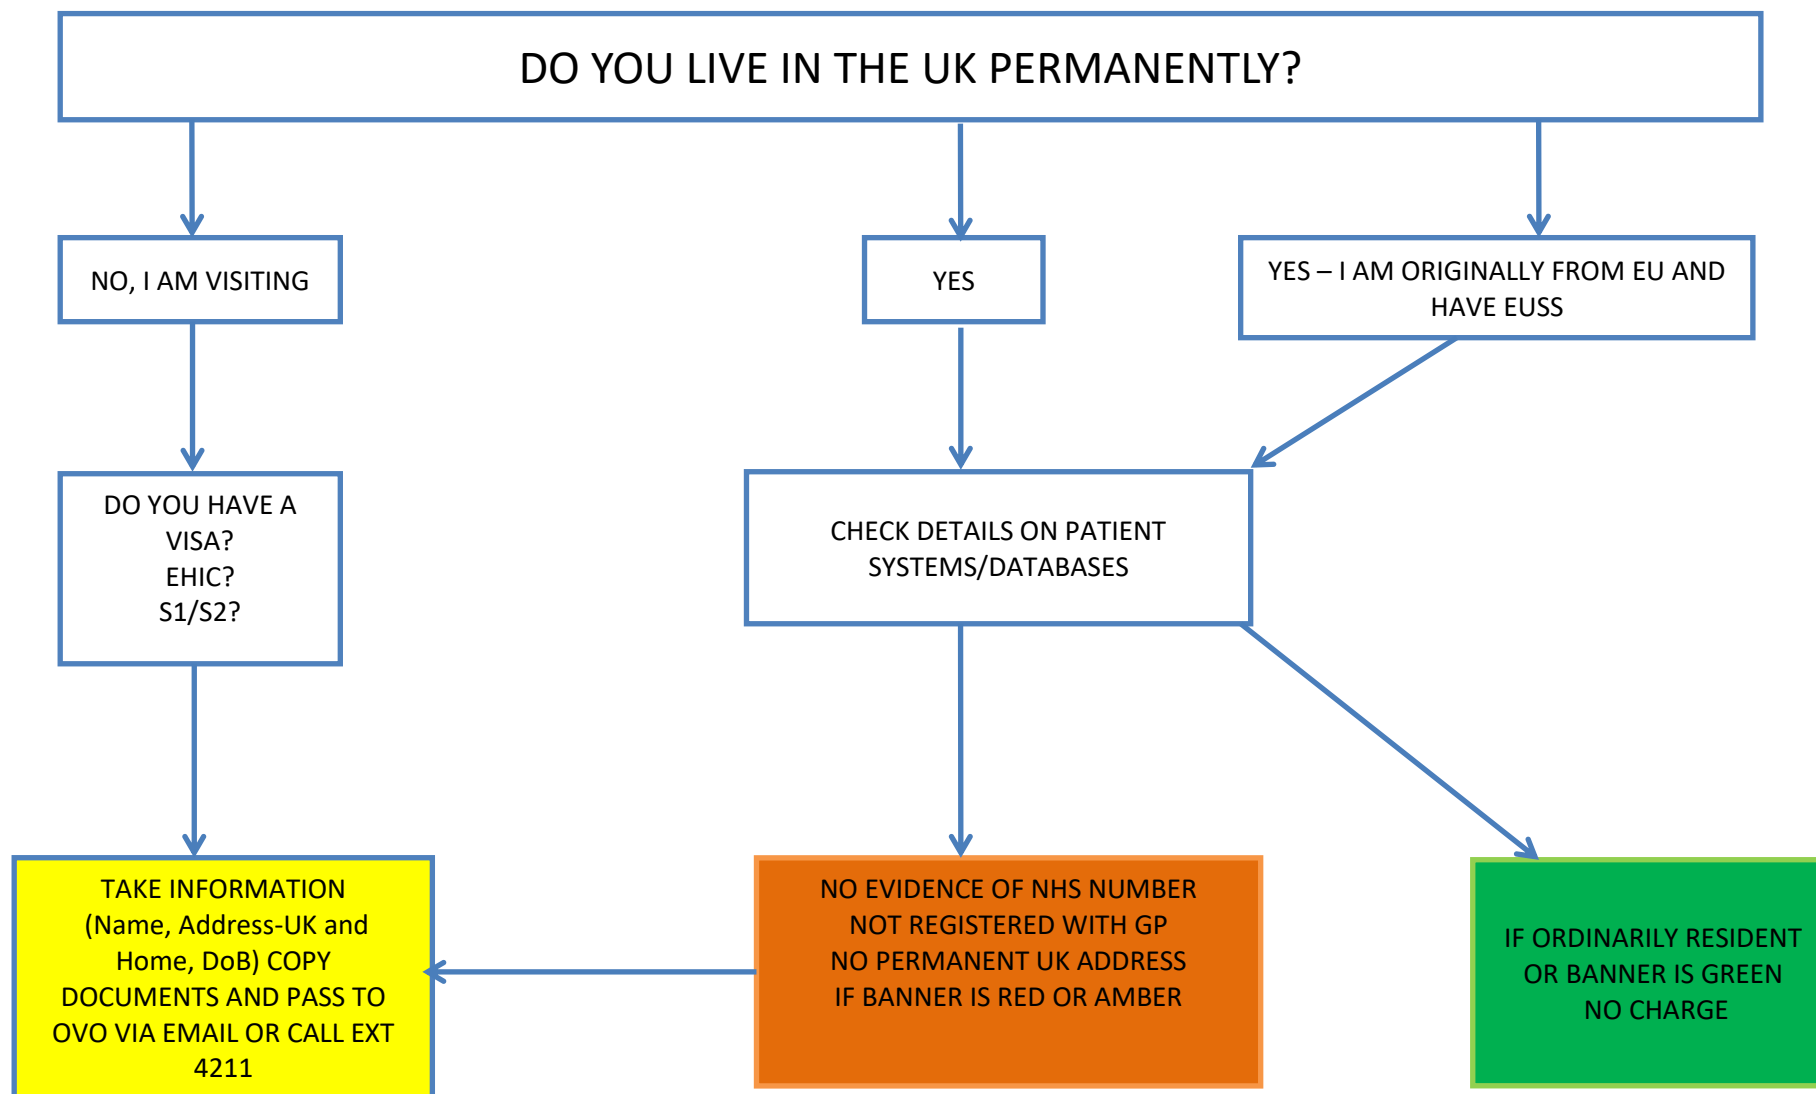 DO YOU LIVE IN THE UK PERMANENTLY?
NO, I AM VISITING
YES
YES – I AM ORIGINALLY FROM EU AND
HAVE EUSS
DO YOU HAVE A
VISA?
EHIC?
S1/S2?
CHECK DETAILS ON PATIENT
SYSTEMS/DATABASES
TAKE INFORMATION
(Name, Address-UK and
Home, DoB) COPY
DOCUMENTS AND PASS TO
OVO VIA EMAIL OR CALL EXT
4211
NO EVIDENCE OF NHS NUMBER
NOT REGISTERED WITH GP
NO PERMANENT UK ADDRESS
IF BANNER IS RED OR AMBER
IF ORDINARILY RESIDENT
OR BANNER IS GREEN
NO CHARGE